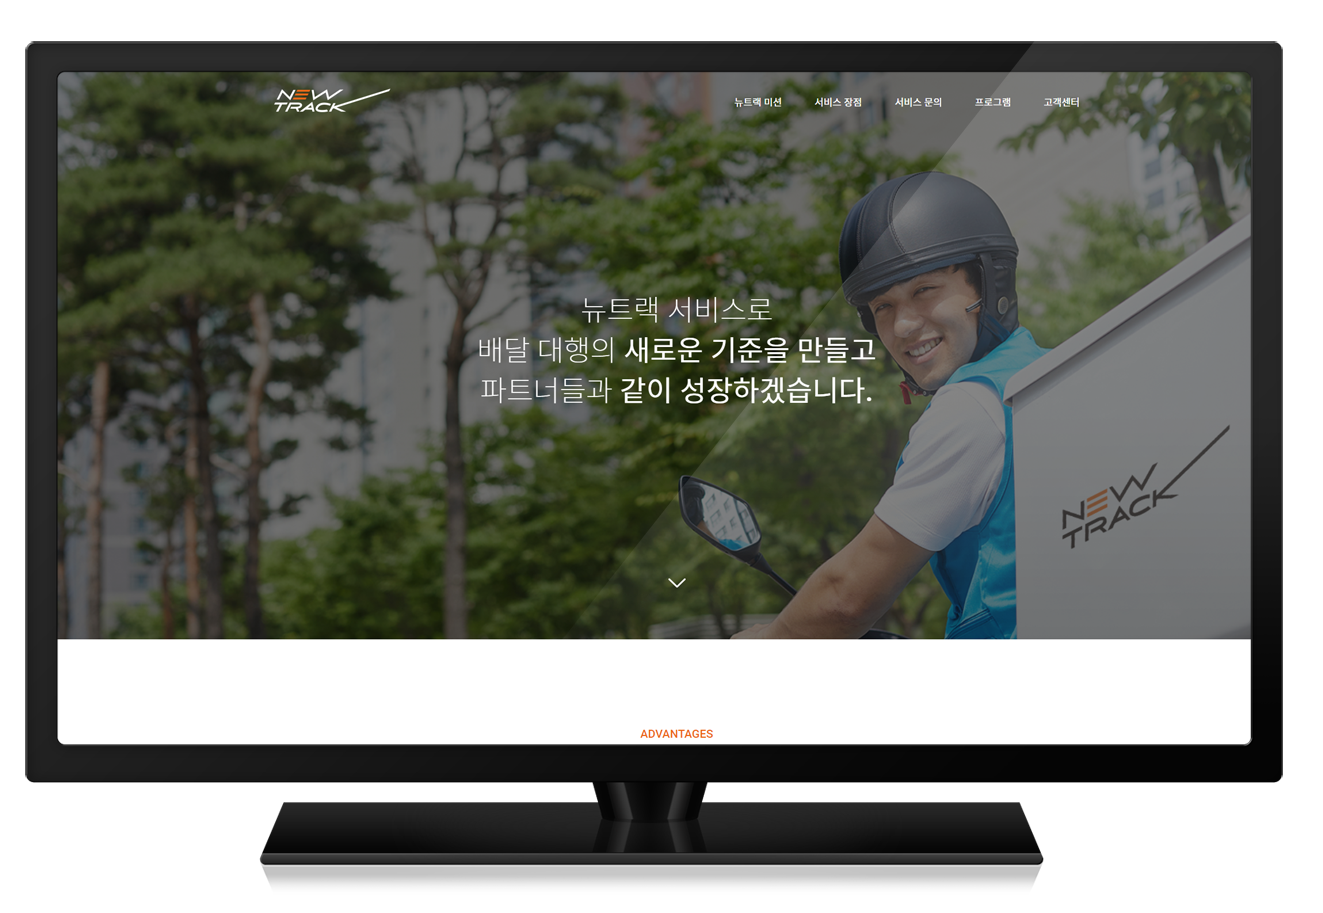 NEW
TRACK
뉴트랙 미션 서비스 장점 서비스 문의 프로그램 고객센터
뉴트랙 서비스로
배달 대행의 새로운 기준을 만들고
파트너들과 같이 성장하겠습니다.
NEW
TRACK
ADVANTAGES